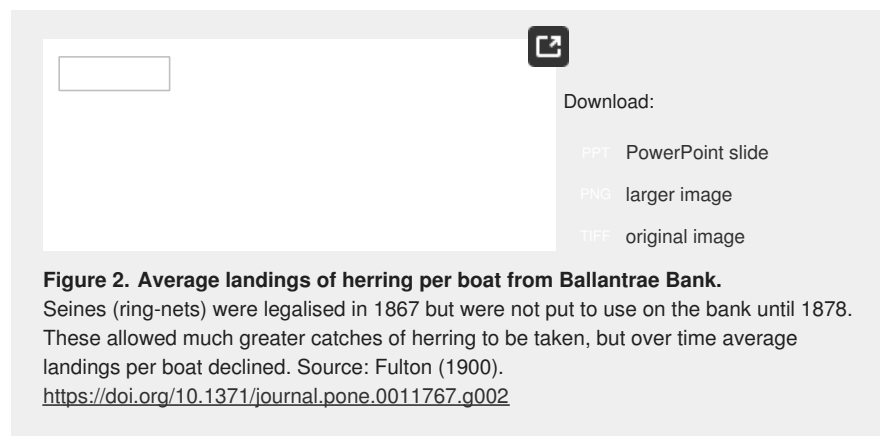 Download:
PPT PowerPoint slide
PNG larger image
TIFF original image
Figure 2. Average landings of herring per boat from Ballantrae Bank.
Seines (ring-nets) were legalised in 1867 but were not put to use on the bank until 1878.
These allowed much greater catches of herring to be taken, but over time average
landings per boat declined. Source: Fulton (1900).
https://doi.org/10.1371/journal.pone.0011767.g002